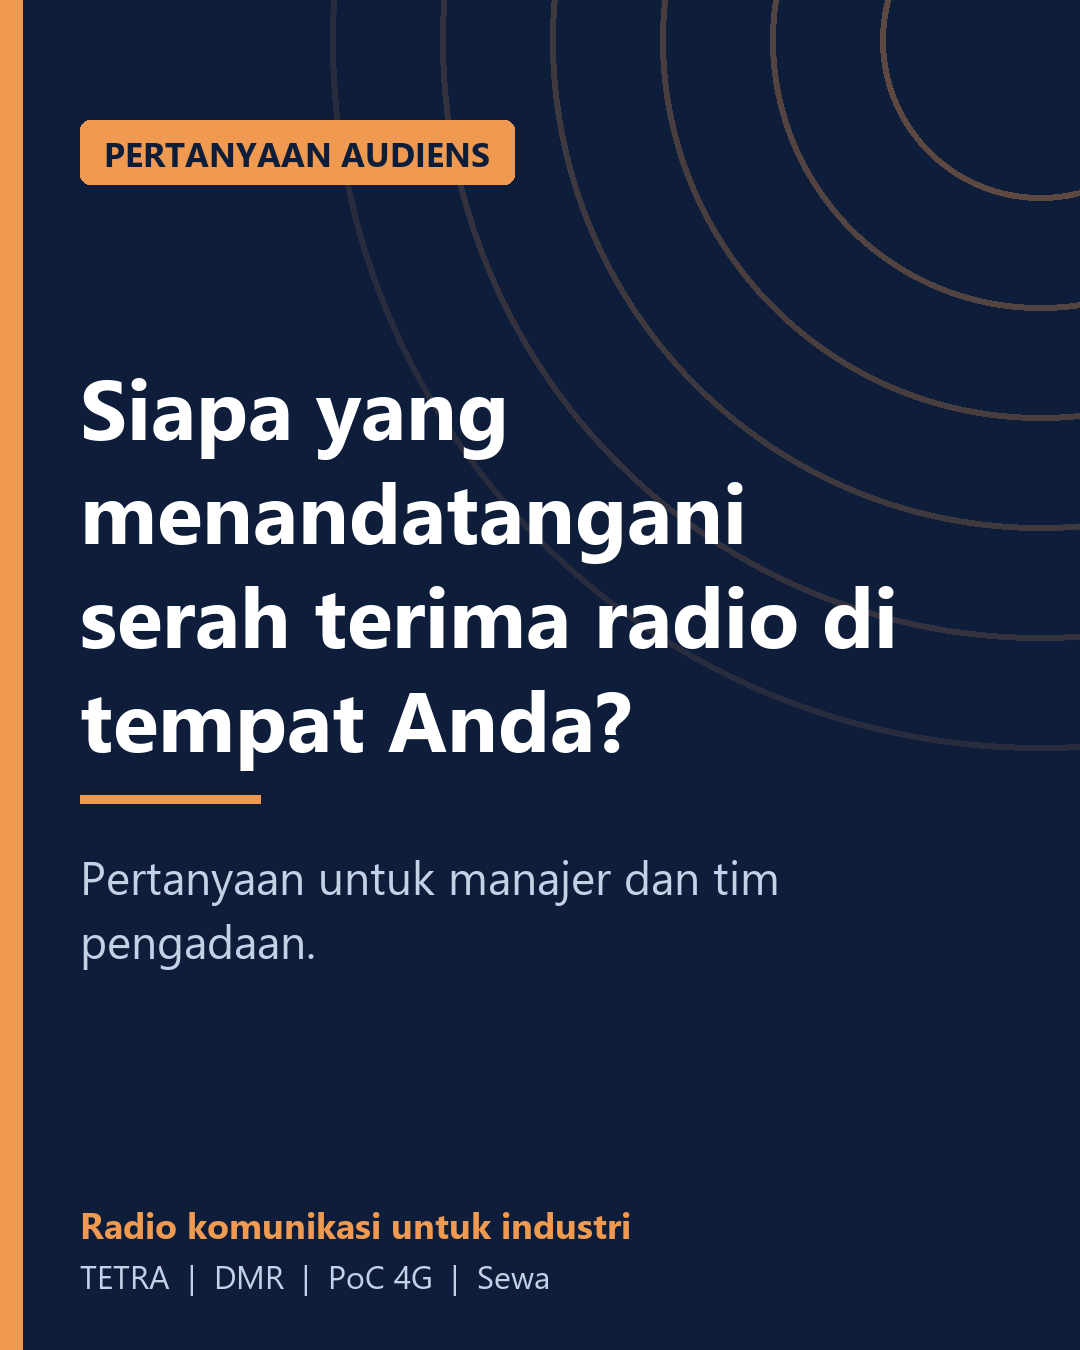 PERTANYAAN AUDIENS
Siapa yang
menandatangani
serah terima radio di
tempat Anda?
Pertanyaan untuk manajer dan tim
pengadaan.
Radio komunikasi untuk industri
TETRA | DMR | PoC 4G | Sewa